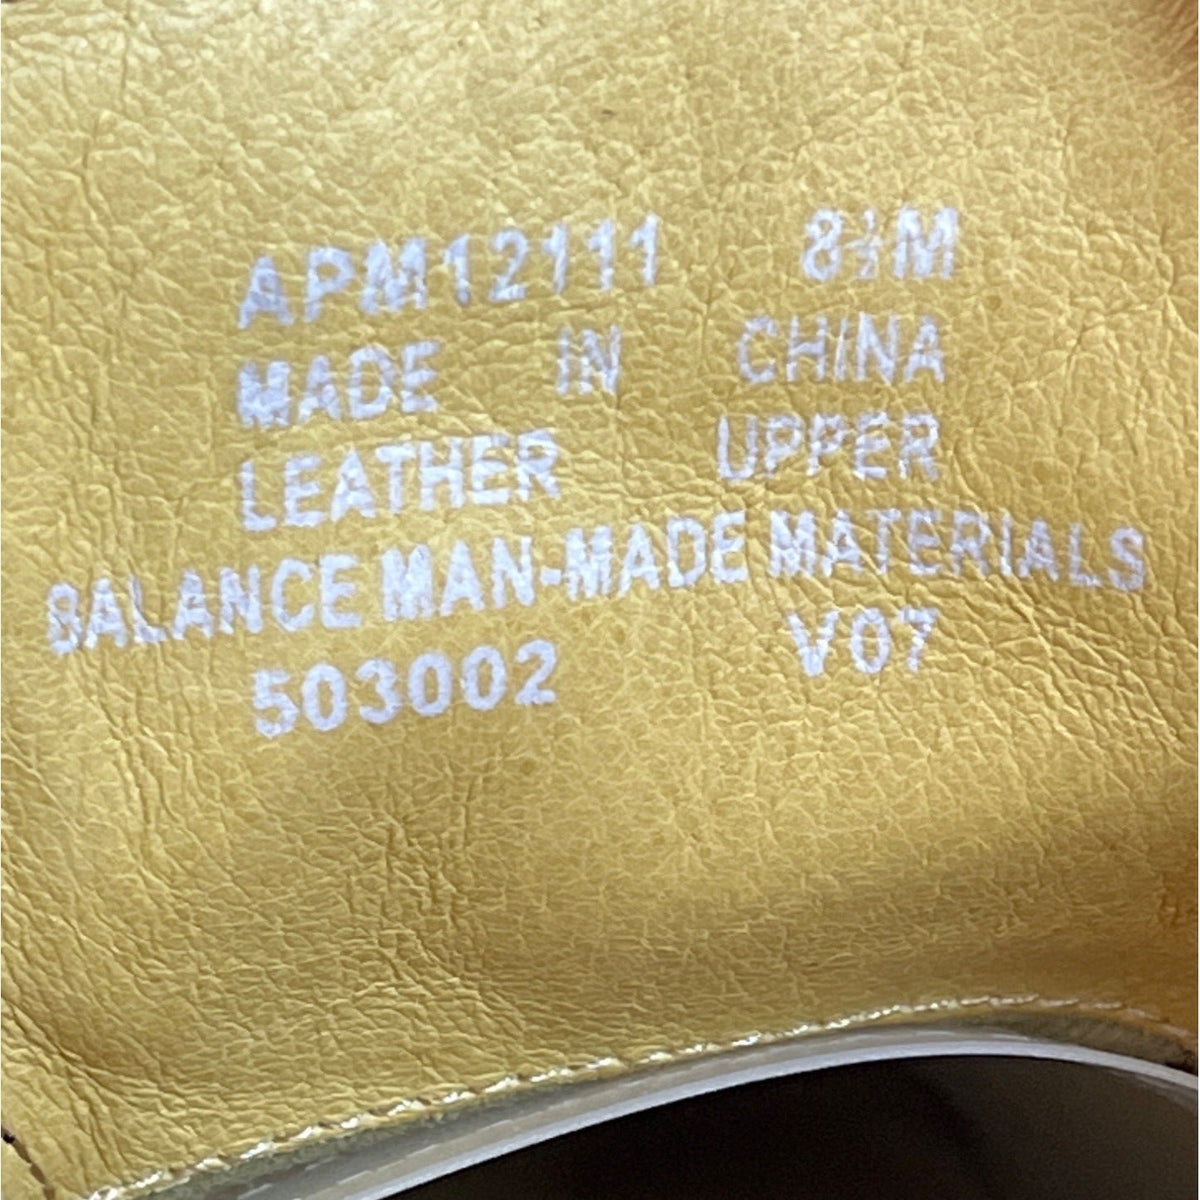 APM12111 8½M
MADE IN CHINA
LEATHER UPPER
BALANCE MAN-MADE MATERIALS
503002 V07